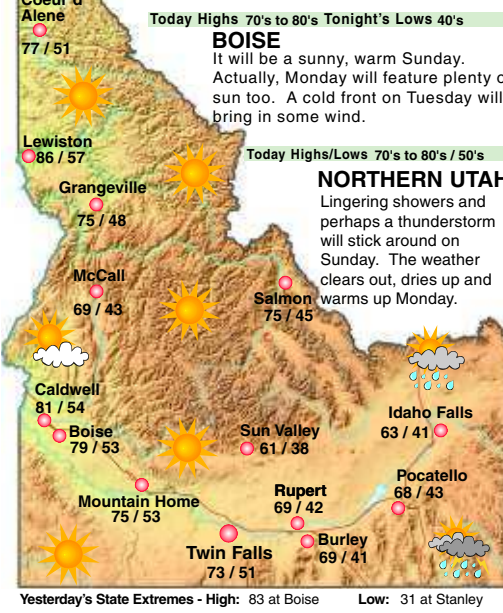 Coeur d'
Alene
77 / 51
Today Highs 70's to 80's Tonight's Lows 40's
BOISE
It will be a sunny, warm Sunday.
Actually, Monday will feature plenty o
sun too. A cold front on Tuesday will
bring in some wind.
Lewiston
86 / 57
Today Highs/Lows 70's to 80's / 50's
NORTHERN UTAH
Lingering showers and
perhaps a thunderstorm
will stick around on
Sunday. The weather
clears out, dries up and
warms up Monday.
Grangeville
75 / 48
McCall
69 / 43
Salmon
75 / 45
Caldwell
81 / 54
Boise
79 / 53
Sun Valley
61 / 38
Idaho Falls
63 / 41
Mountain Home
75 / 53
Rupert
69 / 42
Pocatello
68 / 43
Twin Falls
73 / 51
Burley
69 / 41
Yesterday's State Extremes - High: 83 at Boise Low: 31 at Stanley